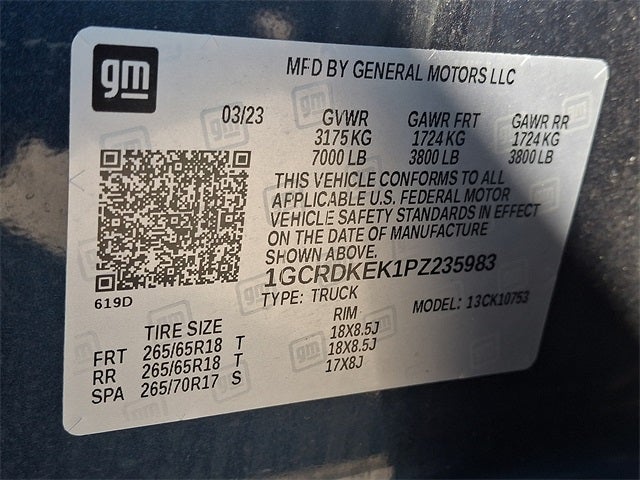 gm
MFD BY GENERAL MOTORS LLC
03/23 GVWR GAWR FRT GAWR RR
3175 KG 1724 KG 1724 KG
7000 LB 3800 LB 3800 LB
THIS VEHICLE CONFORMS TO ALL
APPLICABLE U.S. FEDERAL MOTOR
VEHICLE SAFETY STANDARDS IN EFFECT
ON THE DATE OF MANUFACTURE
SHOWN ABOVE.
1GCRDKEK1PZ235983
619D
TYPE: TRUCK MODEL: 13CK10753
TIRE SIZE RIM
FRT 265/65R18 T 18X8.5J
RR 265/65R18 T 18X8.5J
SPA 265/70R17 S 17X8J